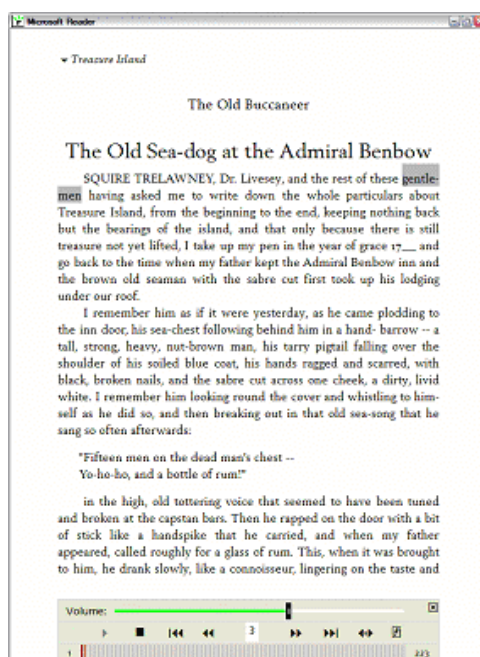 Microsoft Reader
Treasure Island
The Old Buccaneer
The Old Sea-dog at the Admiral Benbow
SQUIRE TRELAWNEY, Dr. Livesey, and the rest of these gentle-
men having asked me to write down the whole particulars about
Treasure Island, from the beginning to the end, keeping nothing back
but the bearings of the island, and that only because there is still
treasure not yet lifted, I take up my pen in the year of grace 17__ and
go back to the time when my father kept the Admiral Benbow inn and
the brown old seaman with the sabre cut first took up his lodging
under our roof.
I remember him as if it were yesterday, as he came plodding to
the inn door, his sea-chest following behind him in a hand- barrow -- a
tall, strong, heavy, nut-brown man, his tarry pigtail falling over the
shoulder of his soiled blue coat, his hands ragged and scarred, with
black, broken nails, and the sabre cut across one cheek, a dirty, livid
white. I remember him looking round the cover and whistling to him-
self as he did so, and then breaking out in that old sea-song that he
sang so often afterwards:
"Fifteen men on the dead man's chest --
Yo-ho-ho, and a bottle of rum!"
in the high, old tottering voice that seemed to have been tuned
and broken at the capstan bars. Then he rapped on the door with a bit
of stick like a handspike that he carried, and when my father
appeared, called roughly for a glass of rum. This, when it was brought
to him, he drank slowly, like a connoisseur, lingering on the taste and
Volume:
3
1 333